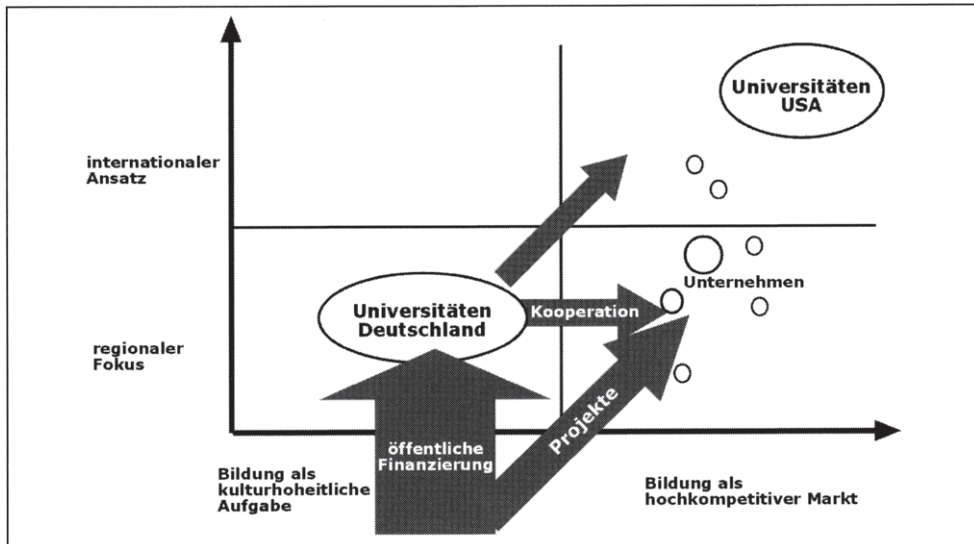 Universitäten
USA
internationaler
Ansatz
Unternehmen
Universitäten
Deutschland
Kooperation
regionaler
Fokus
Projekte
öffentliche
Finanzierung
Bildung als
kulturhoheitliche
Aufgabe
Bildung als
hochkompetitiver Markt